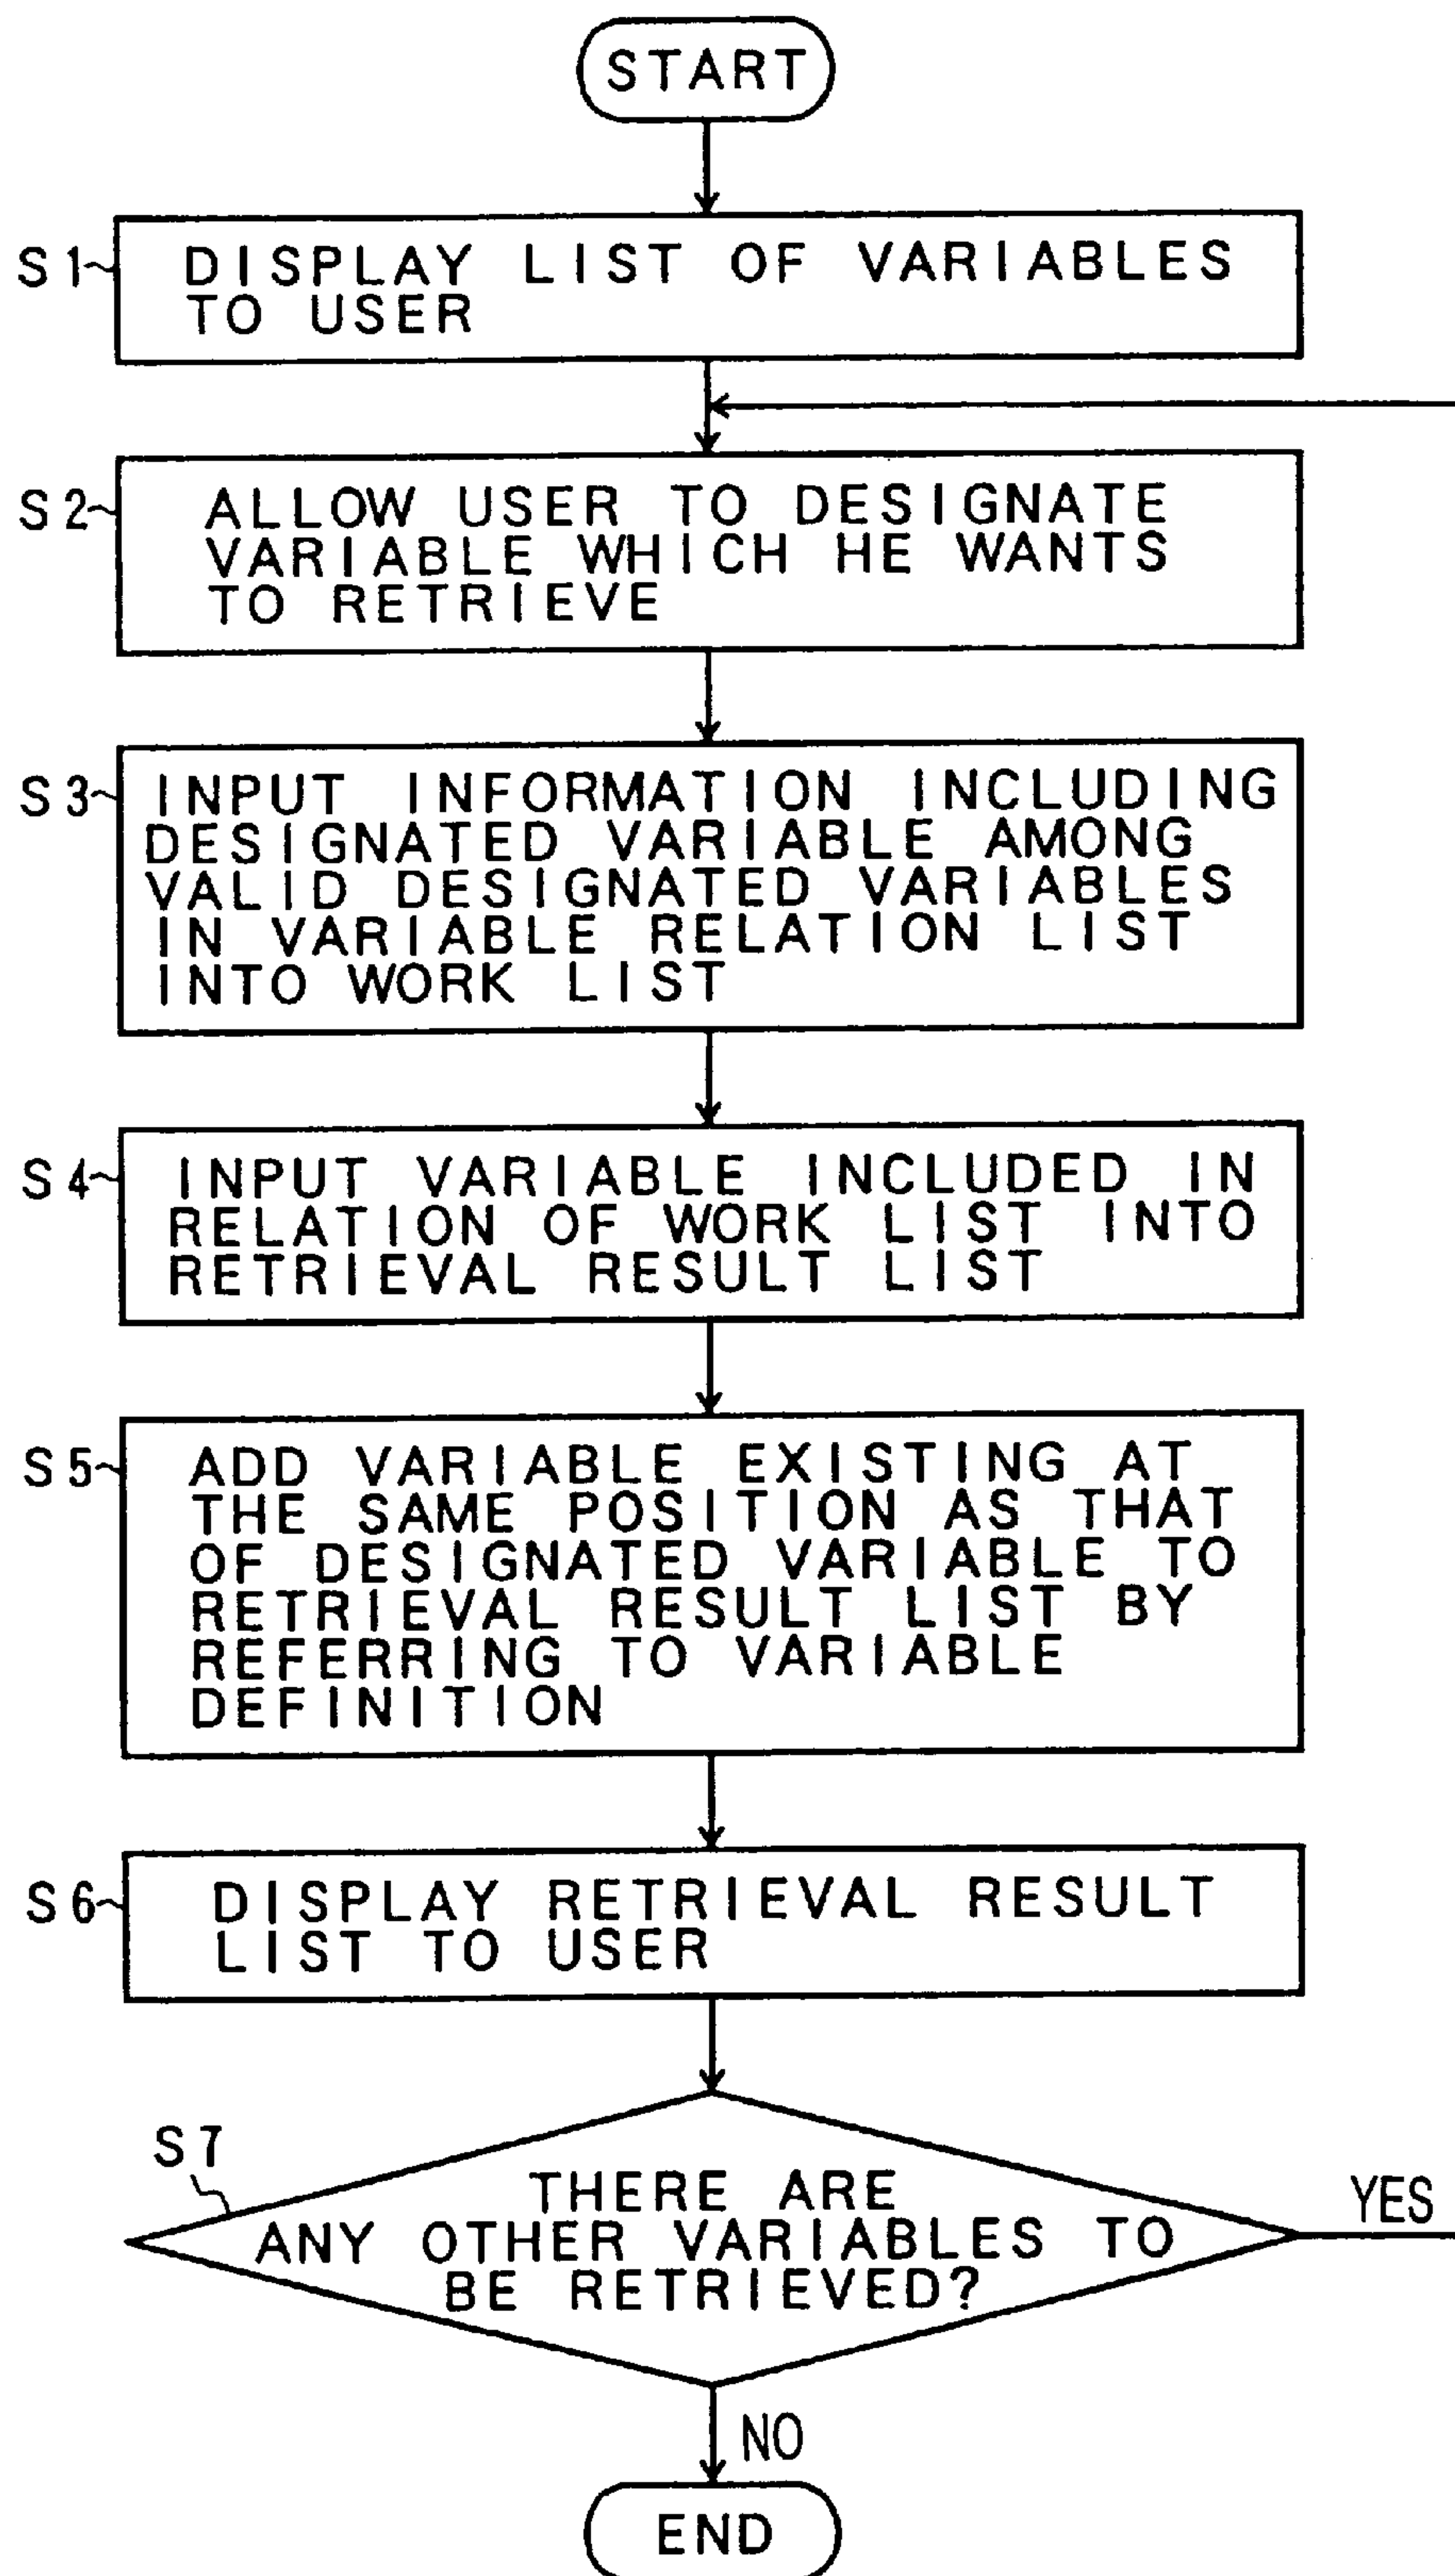 START
S1
DISPLAY LIST OF VARIABLES
TO USER
S2
ALLOW USER TO DESIGNATE
VARIABLE WHICH HE WANTS
TO RETRIEVE
S3
INPUT INFORMATION INCLUDING
DESIGNATED VARIABLE AMONG
VALID DESIGNATED VARIABLES
IN VARIABLE RELATION LIST
INTO WORK LIST
S4
INPUT VARIABLE INCLUDED IN
RELATION OF WORK LIST INTO
RETRIEVAL RESULT LIST
S5
ADD VARIABLE EXISTING AT
THE SAME POSITION AS THAT
OF DESIGNATED VARIABLE TO
RETRIEVAL RESULT LIST BY
REFERRING TO VARIABLE
DEFINITION
S6
DISPLAY RETRIEVAL RESULT
LIST TO USER
S7
THERE ARE
ANY OTHER VARIABLES TO
BE RETRIEVED?
YES
NO
END